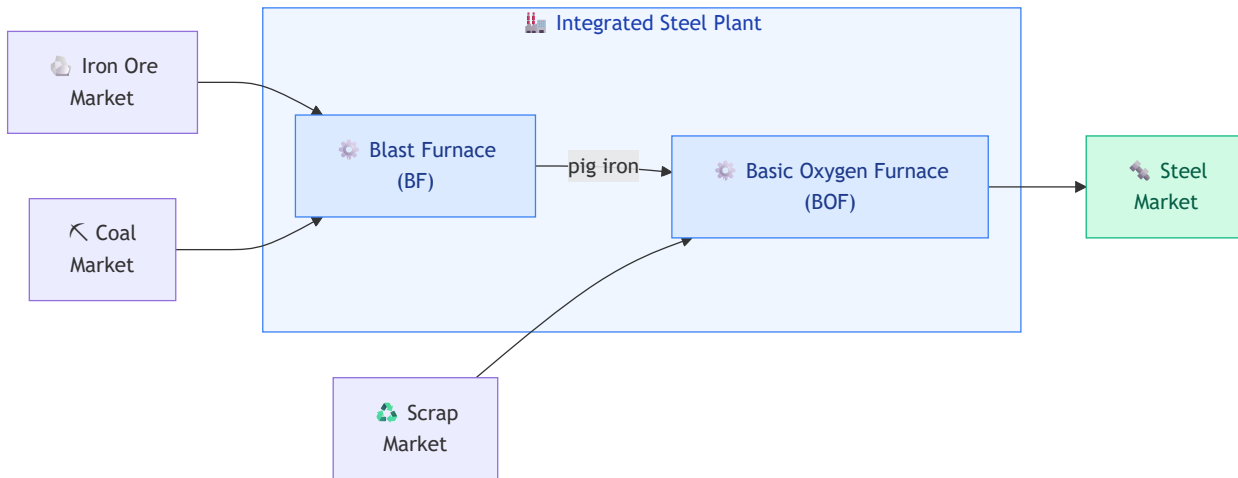 Integrated Steel Plant
Iron Ore
Market
Blast Furnace
(BF)
pig iron
Basic Oxygen Furnace
(BOF)
Steel
Market
Coal
Market
Scrap
Market